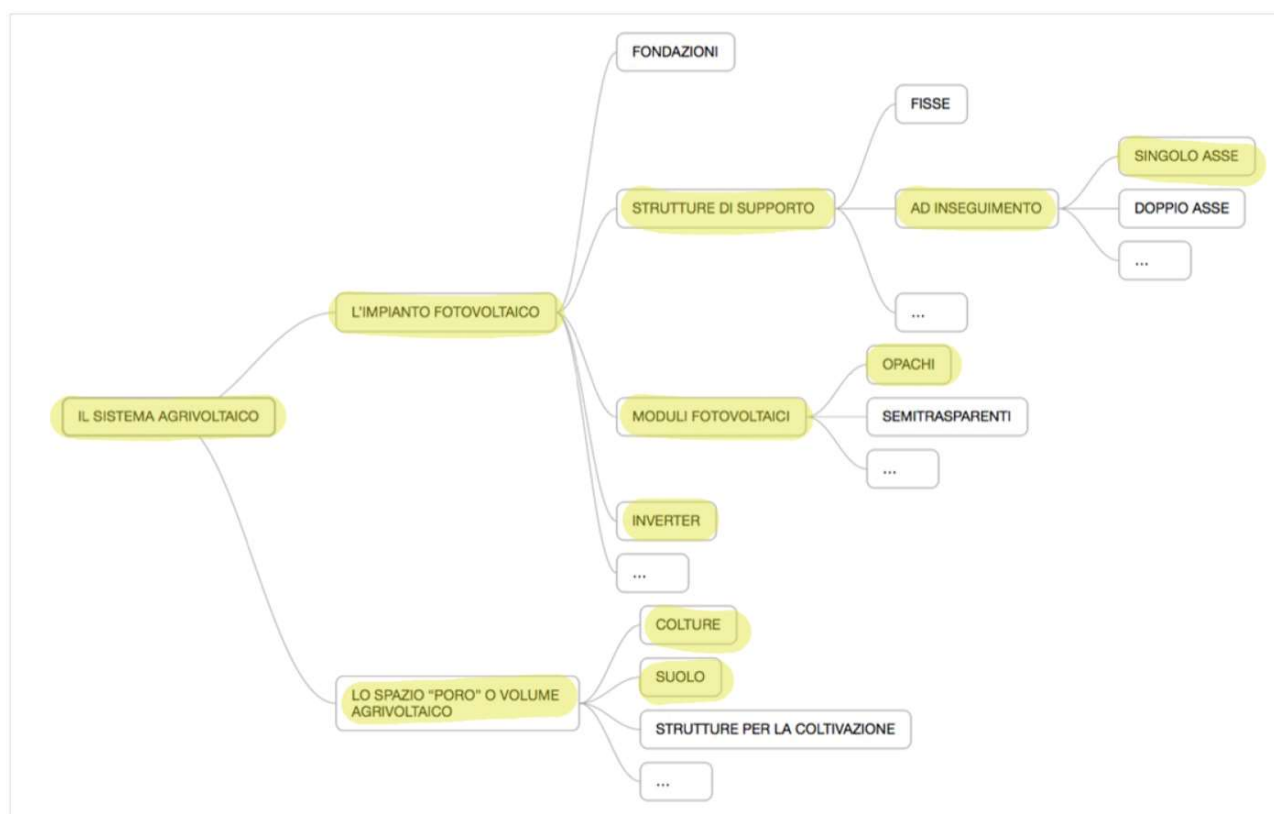 FONDAZIONI
FISSE
SINGOLO ASSE
STRUTTURE DI SUPPORTO
AD INSEGUIMENTO
DOPPIO ASSE
...
L'IMPIANTO FOTOVOLTAICO
...
OPACHI
IL SISTEMA AGRIVOLTAICO
MODULI FOTOVOLTAICI
SEMITRASPARENTI
...
INVERTER
...
COLTURE
SUOLO
LO SPAZIO "PORO" O VOLUME
AGRIVOLTAICO
STRUTTURE PER LA COLTIVAZIONE
...